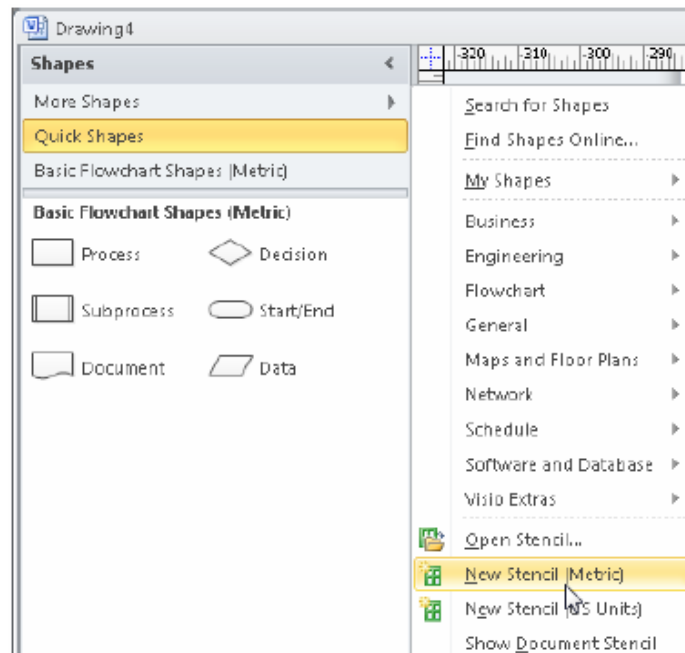 Drawing4
Shapes
-320 -310 -300 -290
More Shapes
Quick Shapes
Basic Flowchart Shapes (Metric)
Basic Flowchart Shapes (Metric)
Process Decision
Subprocess Start/End
Document Data
Search for Shapes
Find Shapes Online...
My Shapes
Business
Engineering
Flowchart
General
Maps and Floor Plans
Network
Schedule
Software and Database
Visio Extras
Open Stencil...
New Stencil (Metric)
New Stencil (US Units)
Show Document Stencil